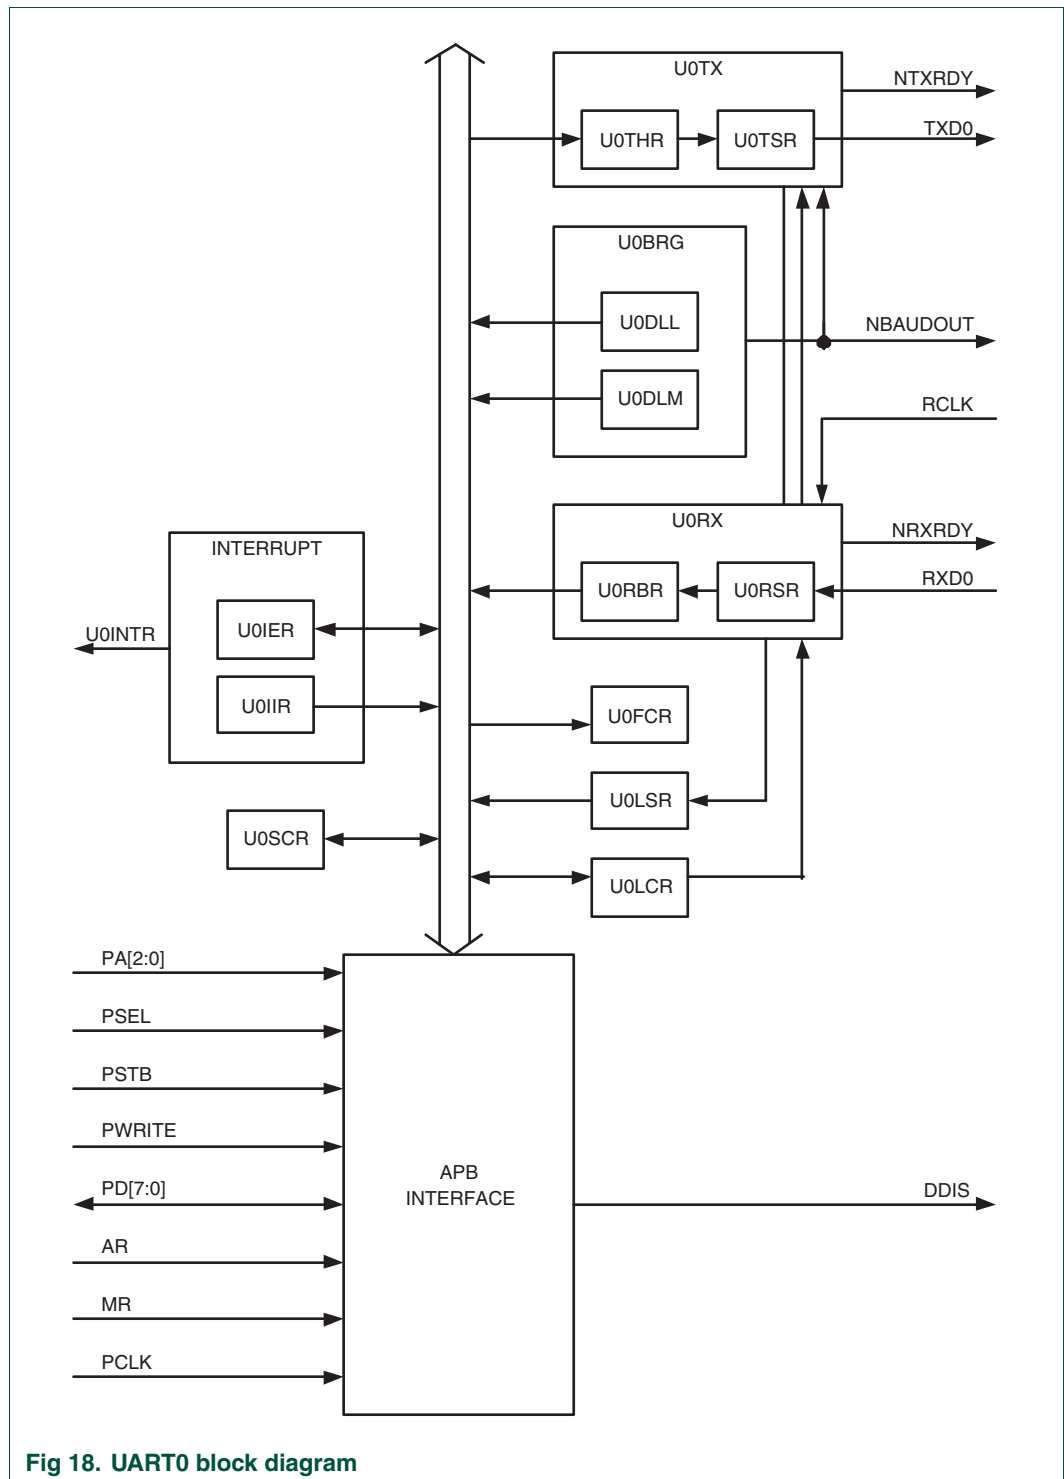 U0TX
NTXRDY
U0THR
U0TSR
TXD0
U0BRG
U0DLL
NBAUDOUT
U0DLM
RCLK
U0RX
NRXRDY
INTERRUPT
U0RBR
U0RSR
RXD0
U0IER
U0INTR
U0IIR
U0FCR
U0LSR
U0SCR
U0LCR
PA[2:0]
PSEL
PSTB
PWRITE
PD[7:0]
APB
INTERFACE
DDIS
AR
MR
PCLK
Fig 18. UART0 block diagram